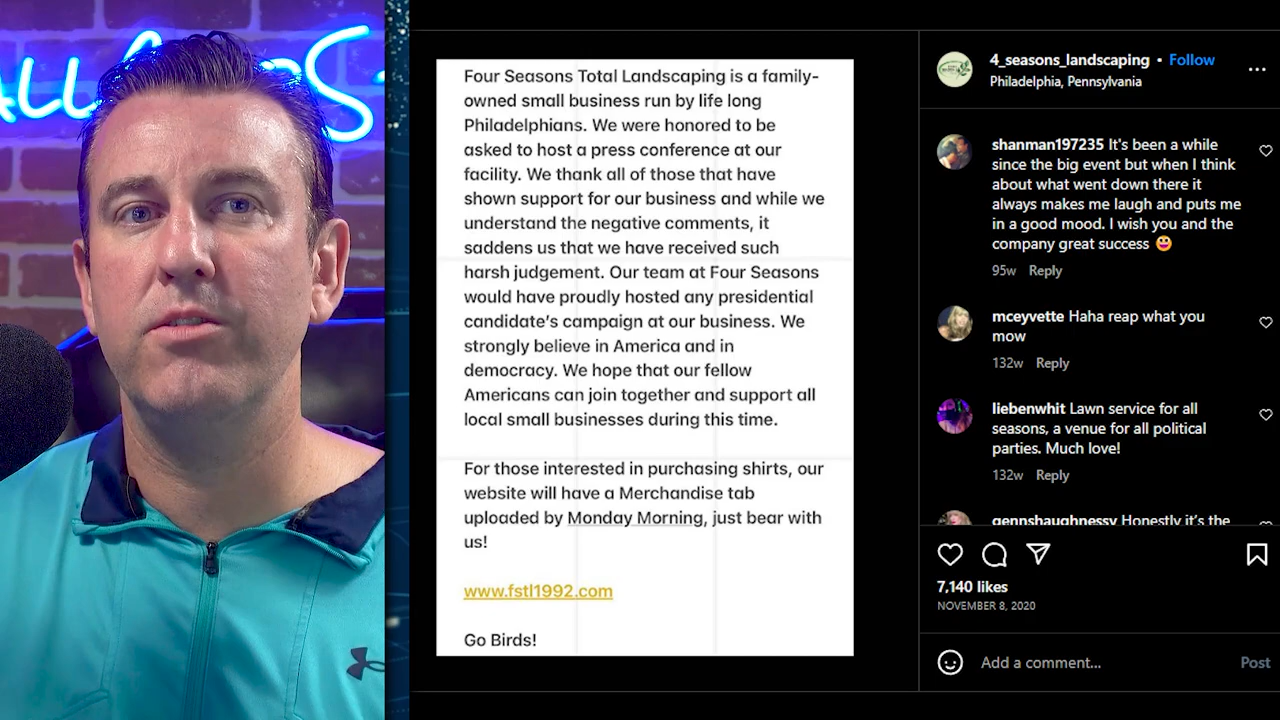 Four Seasons Total Landscaping is a family-
owned small business run by life long
Philadelphians. We were honored to be
asked to host a press conference at our
facility. We thank all of those that have
shown support for our business and while we
understand the negative comments, it
saddens us that we have received such
harsh judgement. Our team at Four Seasons
would have proudly hosted any presidential
candidate's campaign at our business. We
strongly believe in America and in
democracy. We hope that our fellow
Americans can join together and support all
local small businesses during this time.
For those interested in purchasing shirts, our
website will have a Merchandise tab
uploaded by Monday Morning, just bear with
us!
www.fstl1992.com
Go Birds!
4_seasons_landscaping • Follow
Philadelphia, Pennsylvania
shanman197235 It's been a while
since the big event but when I think
about what went down there it
always makes me laugh and puts me
in a good mood. I wish you and the
company great success 😀
95w Reply
mceyvette Haha reap what you
mow
132w Reply
liebenwhit Lawn service for all
seasons, a venue for all political
parties. Much love!
132w Reply
gennshaughnessy Honestly it's the
7,140 likes
NOVEMBER 8, 2020
Add a comment... Post